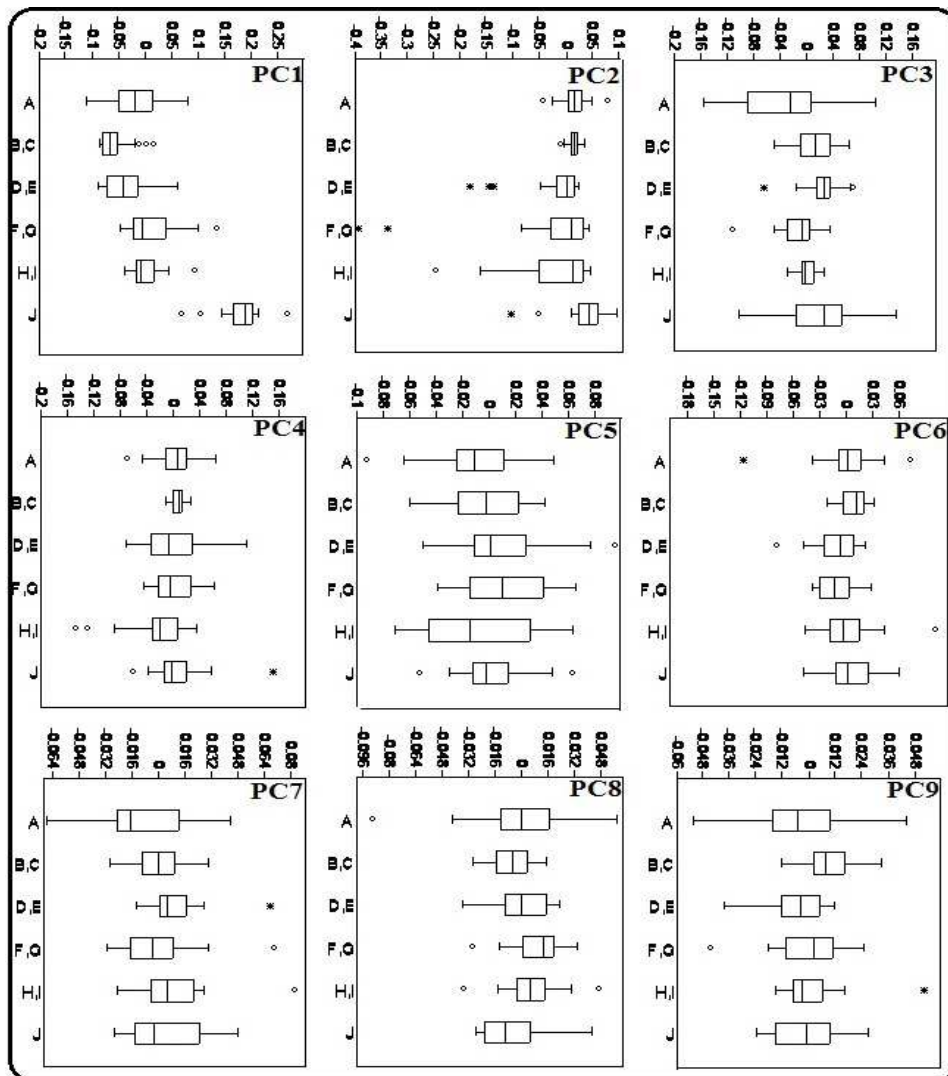 -0.2 -0.15 -0.1 -0.05 0 0.05 0.1 0.15 0.2 0.25
PC1
A
B,C
D,E
F,G
H,I
J
-0.4 -0.35 -0.3 -0.25 -0.2 -0.15 -0.1 -0.05 0 0.05 0.1
PC2
A
B,C
D,E
F,G
H,I
J
-0.2 -0.16 -0.12 -0.08 -0.04 0 0.04 0.08 0.12 0.16
PC3
A
B,C
D,E
F,G
H,I
J
-0.2 -0.16 -0.12 -0.08 -0.04 0 0.04 0.08 0.12 0.16
PC4
A
B,C
D,E
F,G
H,I
J
-0.1 -0.08 -0.06 -0.04 -0.02 0 0.02 0.04 0.06 0.08
PC5
A
B,C
D,E
F,G
H,I
J
-0.18 -0.15 -0.12 -0.09 -0.06 -0.03 0 0.03 0.06
PC6
A
B,C
D,E
F,G
H,I
J
-0.064 -0.048 -0.032 -0.016 0 0.016 0.032 0.048 0.064 0.08
PC7
A
B,C
D,E
F,G
H,I
J
-0.096 -0.08 -0.064 -0.048 -0.032 -0.016 0 0.016 0.032 0.048
PC8
A
B,C
D,E
F,G
H,I
J
-0.06 -0.048 -0.036 -0.024 -0.012 0 0.012 0.024 0.036 0.048
PC9
A
B,C
D,E
F,G
H,I
J